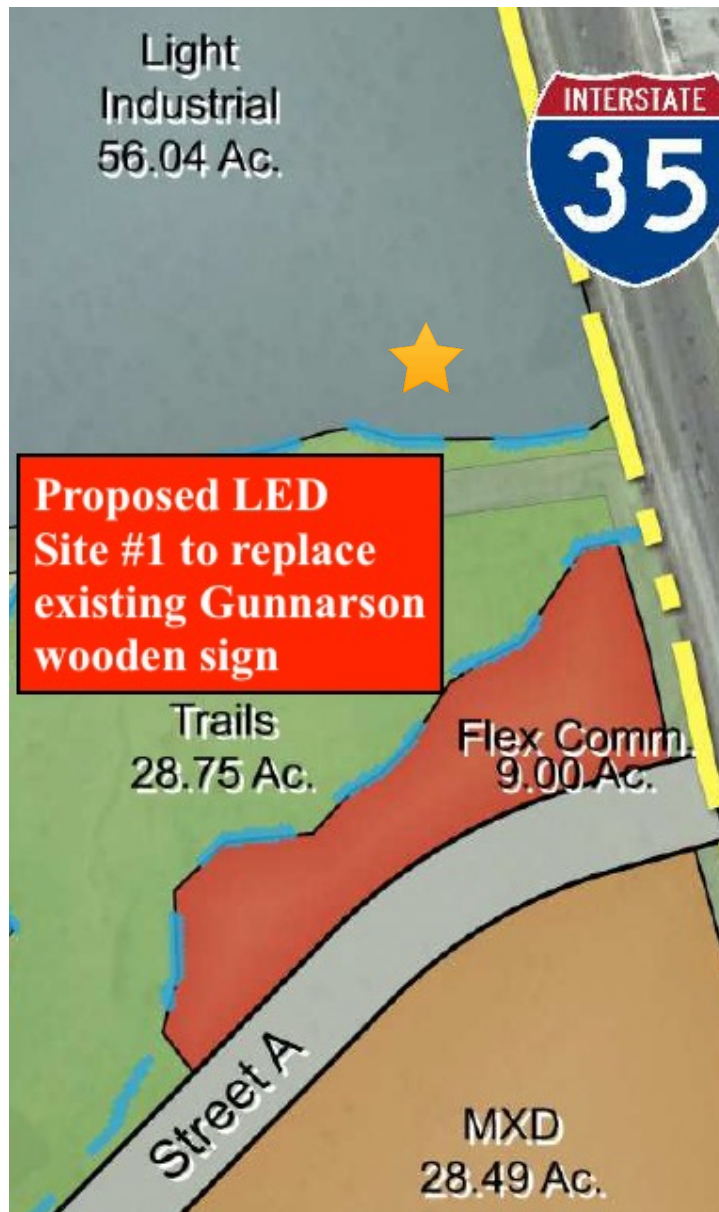 Light
Industrial
56.04 Ac.
INTERSTATE
35
Proposed LED
Site #1 to replace
existing Gunnarson
wooden sign
Trails
28.75 Ac.
Flex Comm.
9.00 Ac.
Street A
MXD
28.49 Ac.